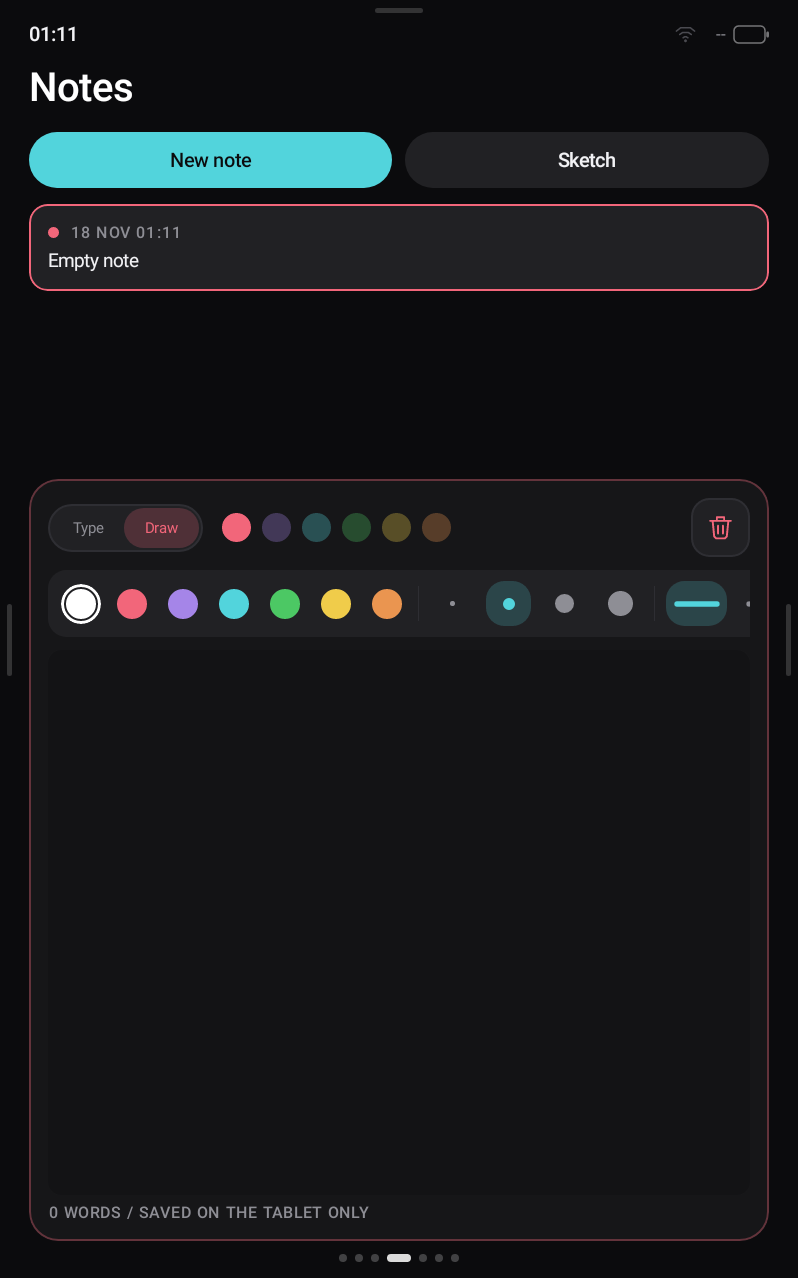 01:11
--
Notes
New note
Sketch
18 NOV 01:11
Empty note
Type
Draw
0 WORDS / SAVED ON THE TABLET ONLY